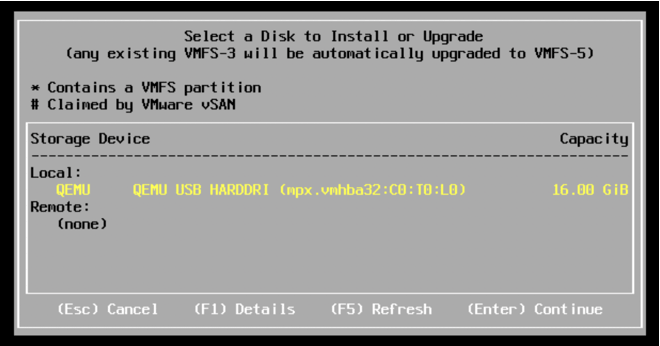 Select a Disk to Install or Upgrade
(any existing VMFS-3 will be automatically upgraded to VMFS-5)
* Contains a VMFS partition
# Claimed by VMware vSAN
Storage Device Capacity
Local:
QEMU QEMU USB HARDDRI (mpx.vmhba32:C0:T0:L0) 16.00 GiB
Remote:
(none)
(Esc) Cancel (F1) Details (F5) Refresh (Enter) Continue